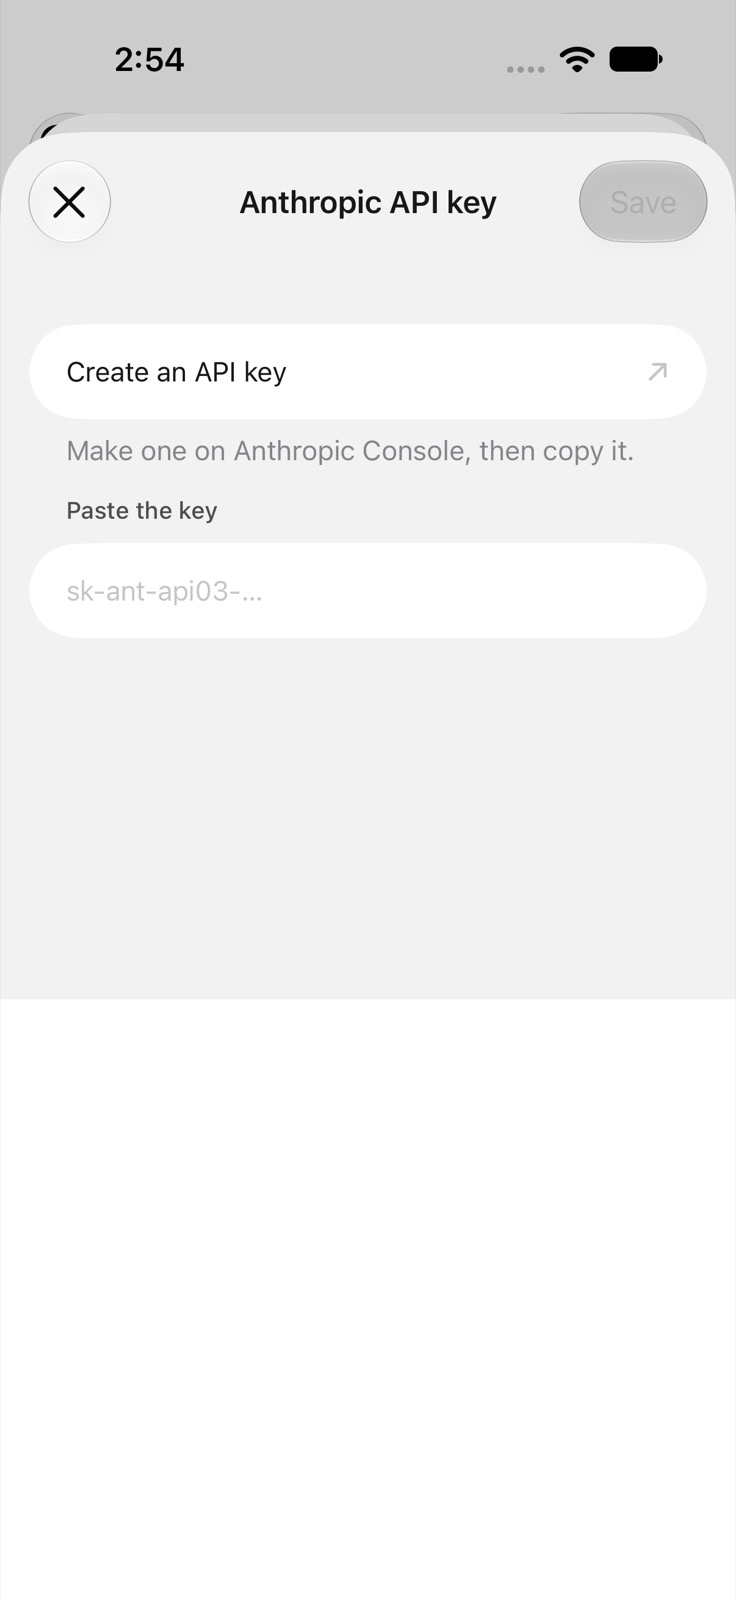 2:54
Anthropic API key
Save
Create an API key
Make one on Anthropic Console, then copy it.
Paste the key
sk-ant-api03-...